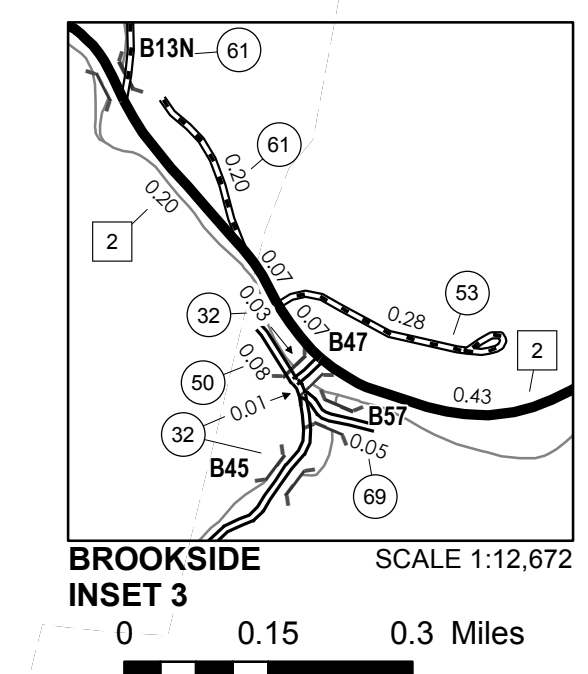 B13N 61
61
0.20
0.20
2
0.07
53
0.03
32
0.07
0.28
B47
2
0.08
50
0.43
0.01
B57
32
0.05
B45
69
BROOKSIDE
INSET 3
SCALE 1:12,672
0 0.15 0.3 Miles